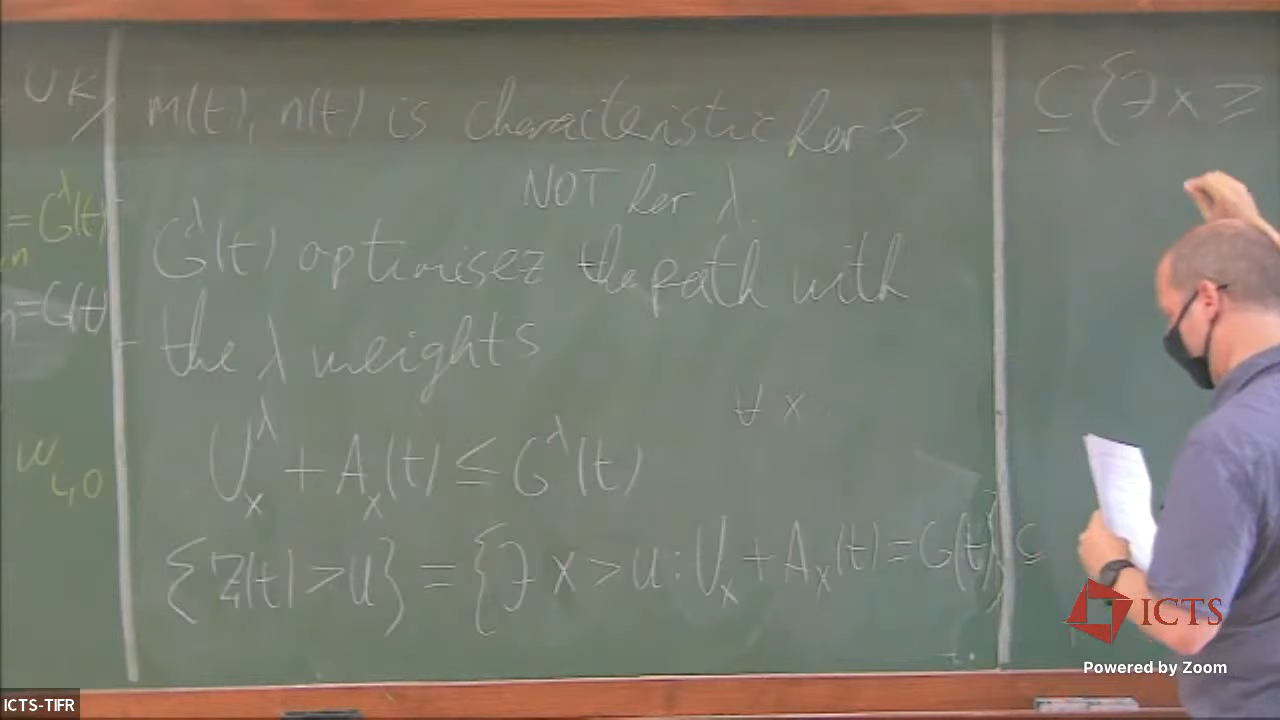 m(t), n(t) is characteristic for ς
NOT for λ.
G^λ(t) optimises the path with
the λ weights
∀ x
U_x^λ + A_x(t) ≤ G^λ(t)
{Z(t) > u} = {∃ x > u : U_x + A_x(t) = G(t)} ⊆
⊆ {∃ x ≥
= G^λ(t)
= G(t)
ICTS
Powered by Zoom
ICTS-TIFR